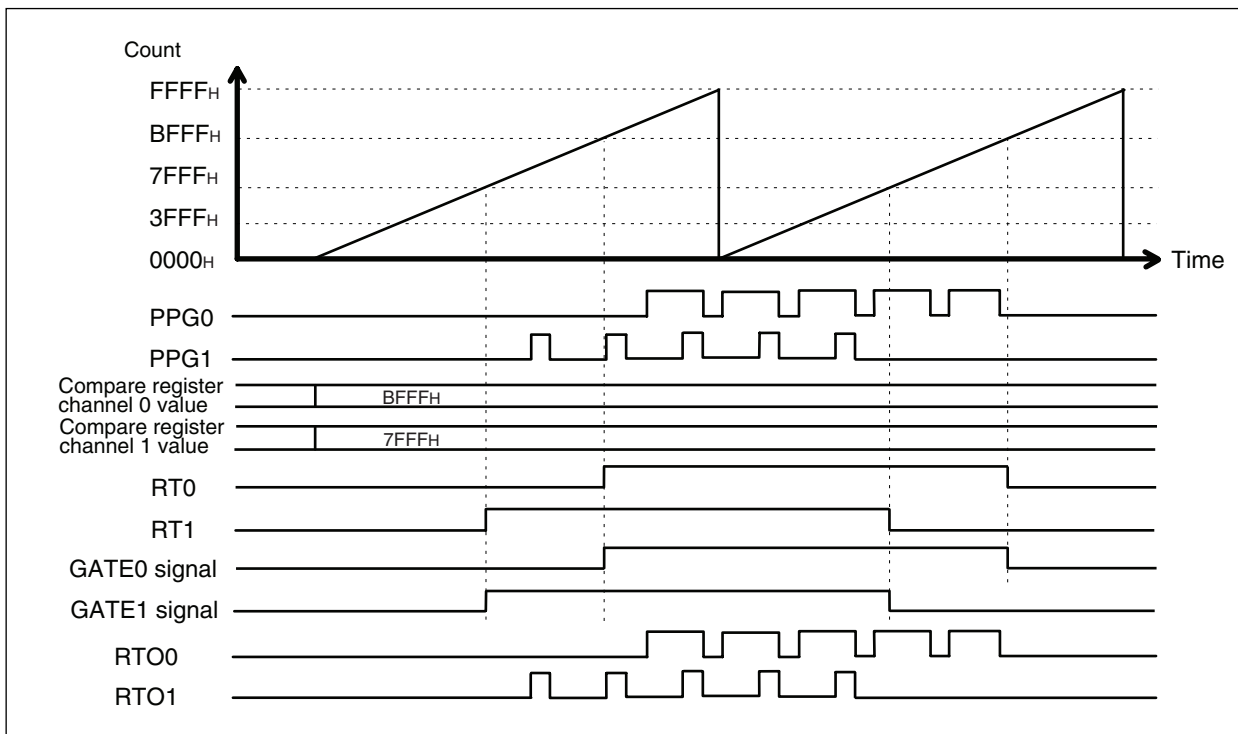 Count
FFFFH
BFFFH
7FFFH
3FFFH
0000H
Time
PPG0
PPG1
Compare register
channel 0 value
BFFFH
Compare register
channel 1 value
7FFFH
RT0
RT1
GATE0 signal
GATE1 signal
RTO0
RTO1